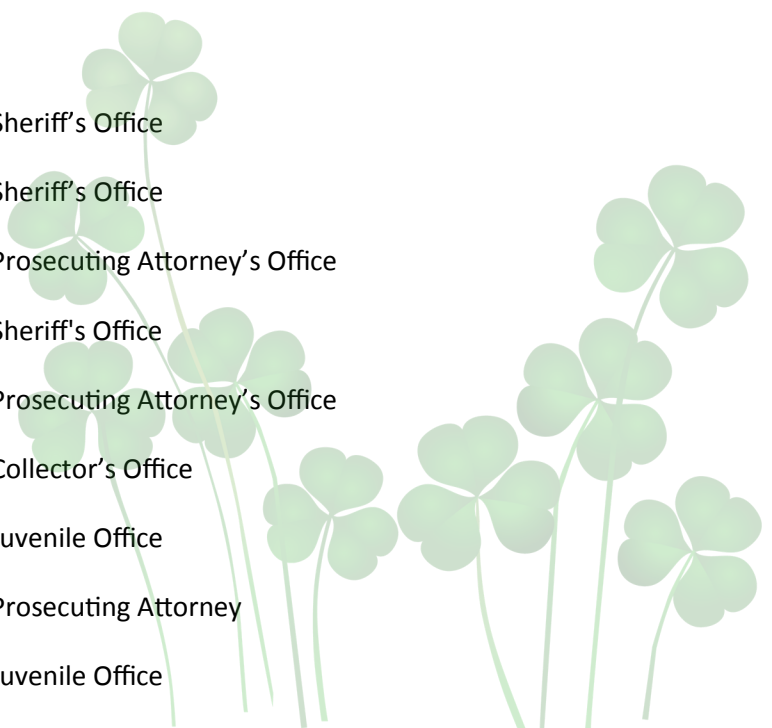 Sheriff’s Office
Sheriff’s Office
Prosecuting Attorney’s Office
Sheriff's Office
Prosecuting Attorney’s Office
Collector’s Office
uvenile Office
Prosecuting Attorney
uvenile Office